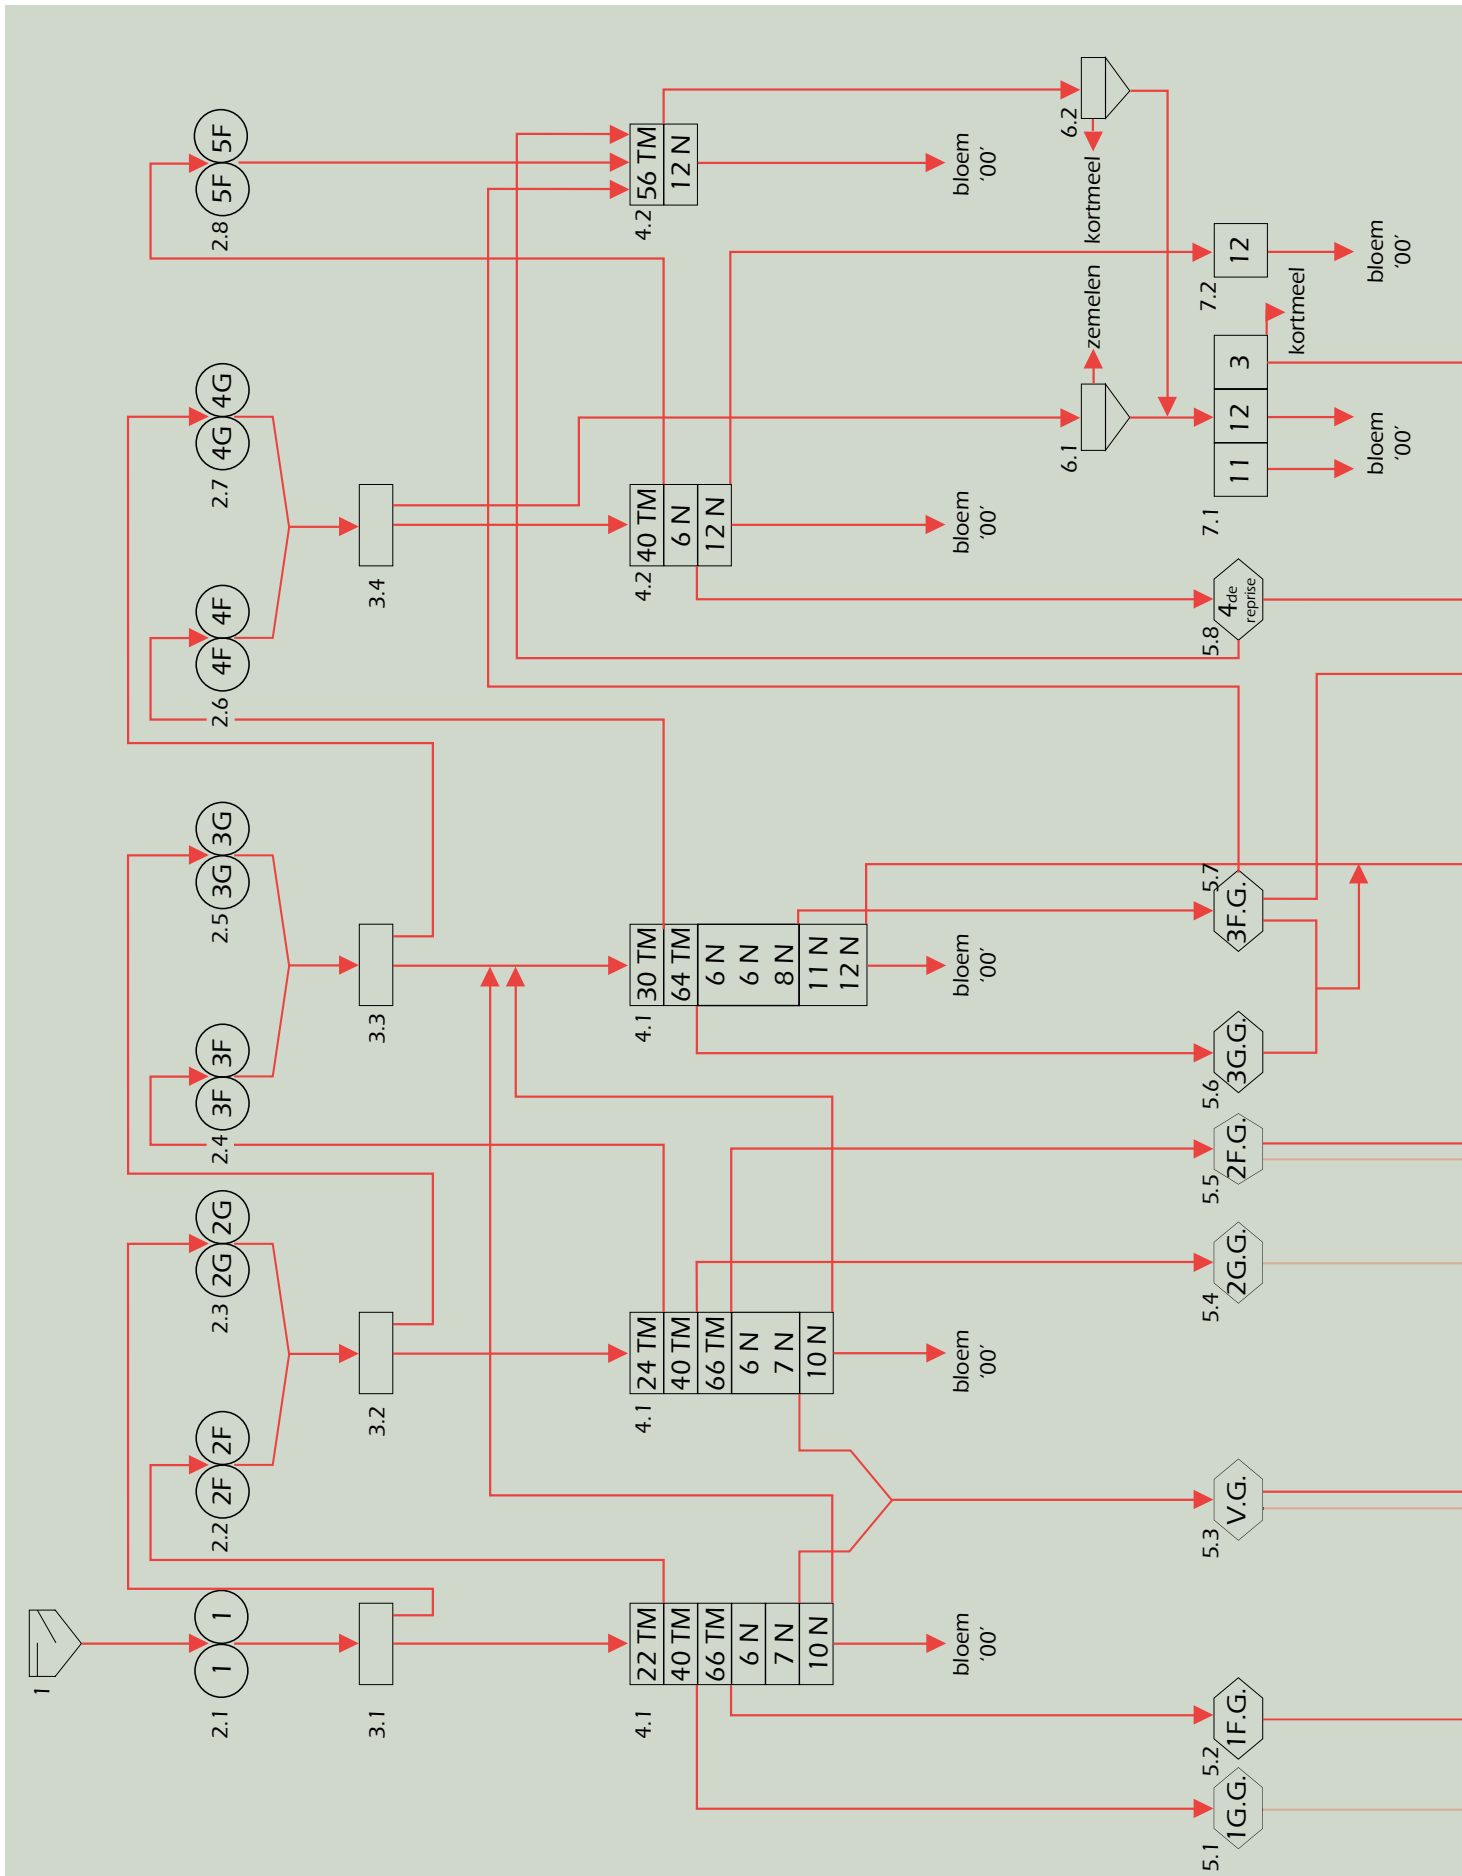 1
2.1
1
1
2.2
2F
2F
2.3
2G
2G
2.4
3F
3F
2.5
3G
3G
2.6
4F
4F
2.7
4G
4G
2.8
5F
5F
3.1
3.2
3.3
3.4
4.1
22 TM
40 TM
66 TM
6 N
7 N
10 N
bloem
‘00’
4.1
24 TM
40 TM
66 TM
6 N
7 N
10 N
bloem
‘00’
4.1
30 TM
64 TM
6 N
6 N
8 N
11 N
12 N
bloem
‘00’
4.2
40 TM
6 N
12 N
bloem
‘00’
4.2
56 TM
12 N
bloem
‘00’
6.1
zemelen
6.2
kortmeel
5.1
1G.G.
5.2
1F.G.
5.3
V.G.
5.4
2G.G.
5.5
2F.G.
5.6
3G.G.
5.7
3F.G.
5.8
4de
reprise
7.1
11
12
3
kortmeel
bloem
‘00’
7.2
12
bloem
‘00’